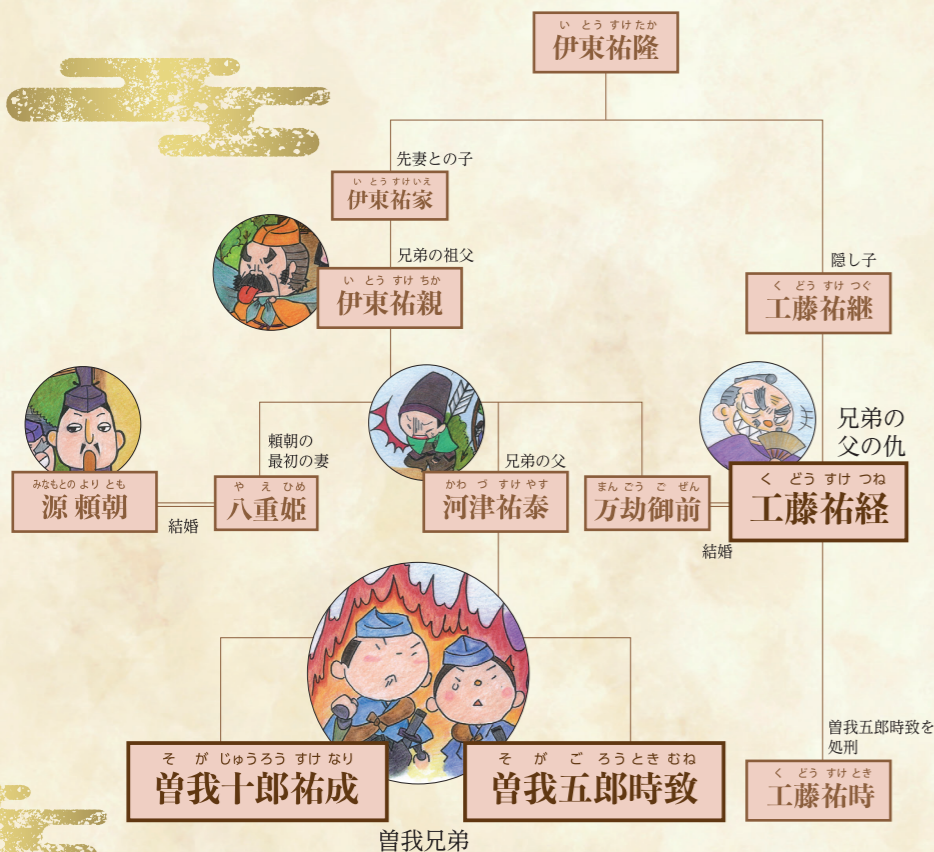 い とう すけ たか
伊東祐隆
先妻との子
い とう すけ いえ
伊東祐家
兄弟の祖父
い とう すけ ちか
伊東祐親
隠し子
く どう すけ つぐ
工藤祐継
兄弟の
父の仇
く どう すけ つね
工藤祐経
頼朝の
最初の妻
兄弟の父
みなもとの より とも
源 頼朝
結婚
や え ひめ
八重姫
かわ づ すけ やす
河津祐泰
まん ごう ご ぜん
万劫御前
結婚
そ が じゅうろう すけ なり
曽我十郎祐成
そ が ご ろう とき むね
曽我五郎時致
曽我兄弟
曽我五郎時致を
処刑
く どう すけ とき
工藤祐時